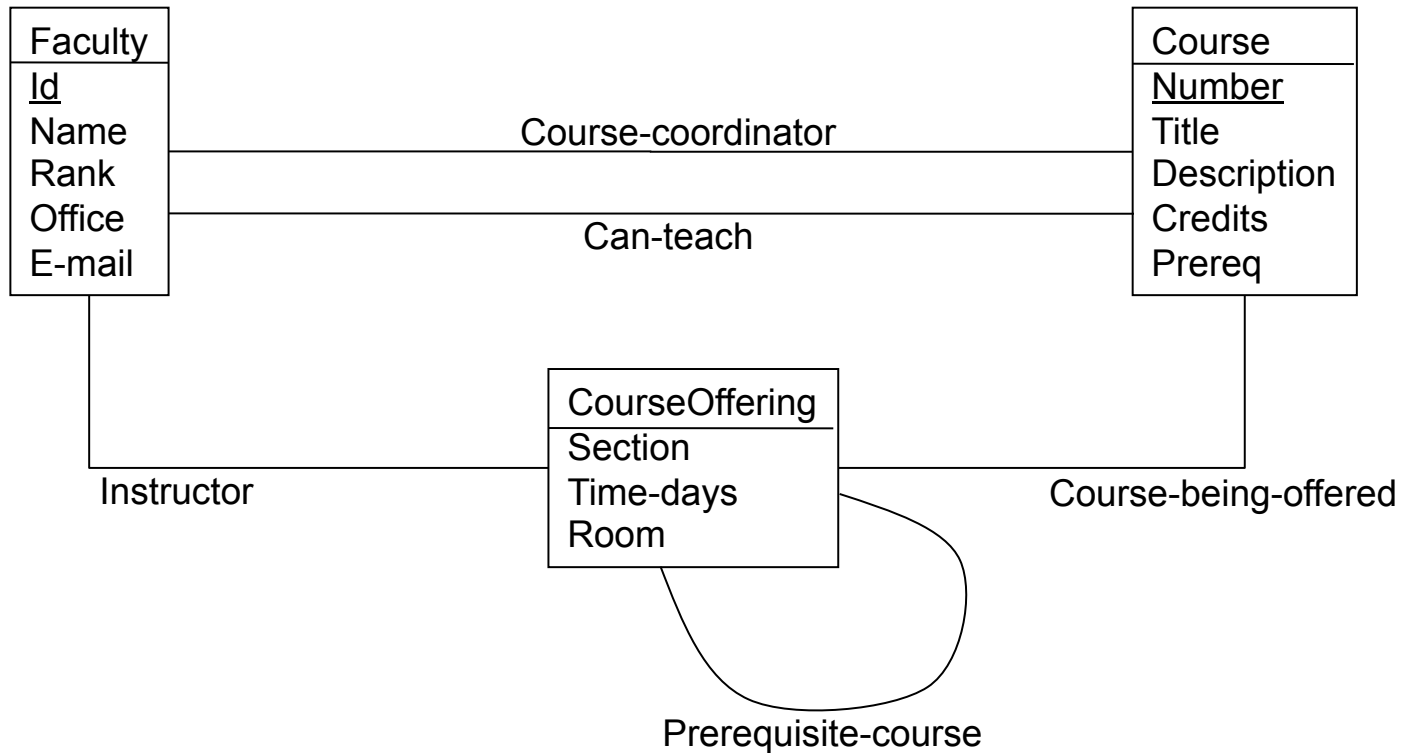 Faculty
Id
Name
Rank
Office
E-mail
Course-coordinator
Can-teach
Course
Number
Title
Description
Credits
Prereq
CourseOffering
Section
Time-days
Room
Instructor
Course-being-offered
Prerequisite-course